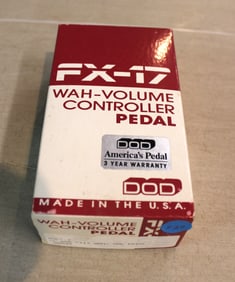 FX-17
WAH-VOLUME
CONTROLLER
PEDAL
DOD
America's Pedal
3 YEAR WARRANTY
DOD
MADE IN THE U.S.A.
WAH-VOLUME
CONTROLLER
PEDAL